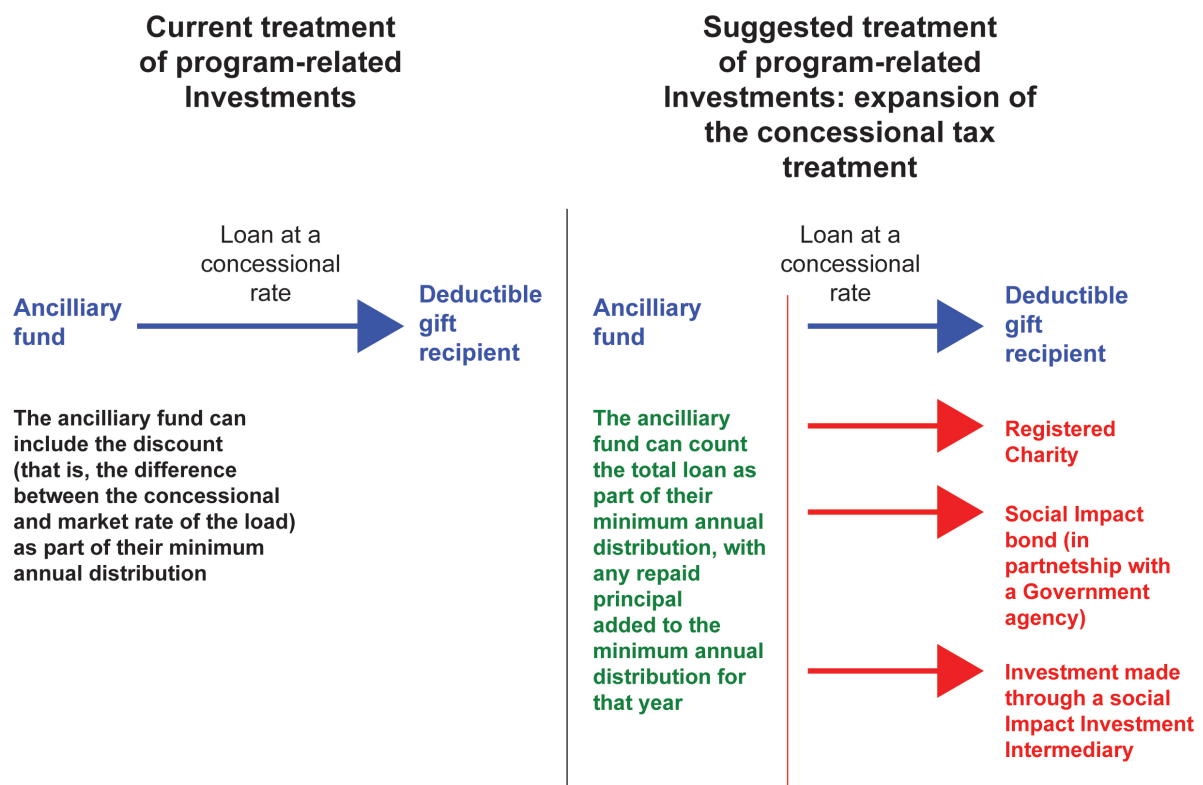 Current treatment
of program-related
Investments
Loan at a
concessional
rate
Ancilliary
fund
Deductible
gift
recipient
The ancilliary fund can
include the discount
(that is, the difference
between the concessional
and market rate of the load)
as part of their minimum
annual distribution
Suggested treatment
of program-related
Investments: expansion of
the concessional tax
treatment
Loan at a
concessional
rate
Ancilliary
fund
Deductible
gift
recipient
The ancilliary
fund can count
the total loan as
part of their
minimum annual
distribution, with
any repaid
principal
added to the
minimum annual
distribution for
that year
Registered
Charity
Social Impact
bond (in
partnetship with
a Government
agency)
Investment made
through a social
Impact Investment
Intermediary